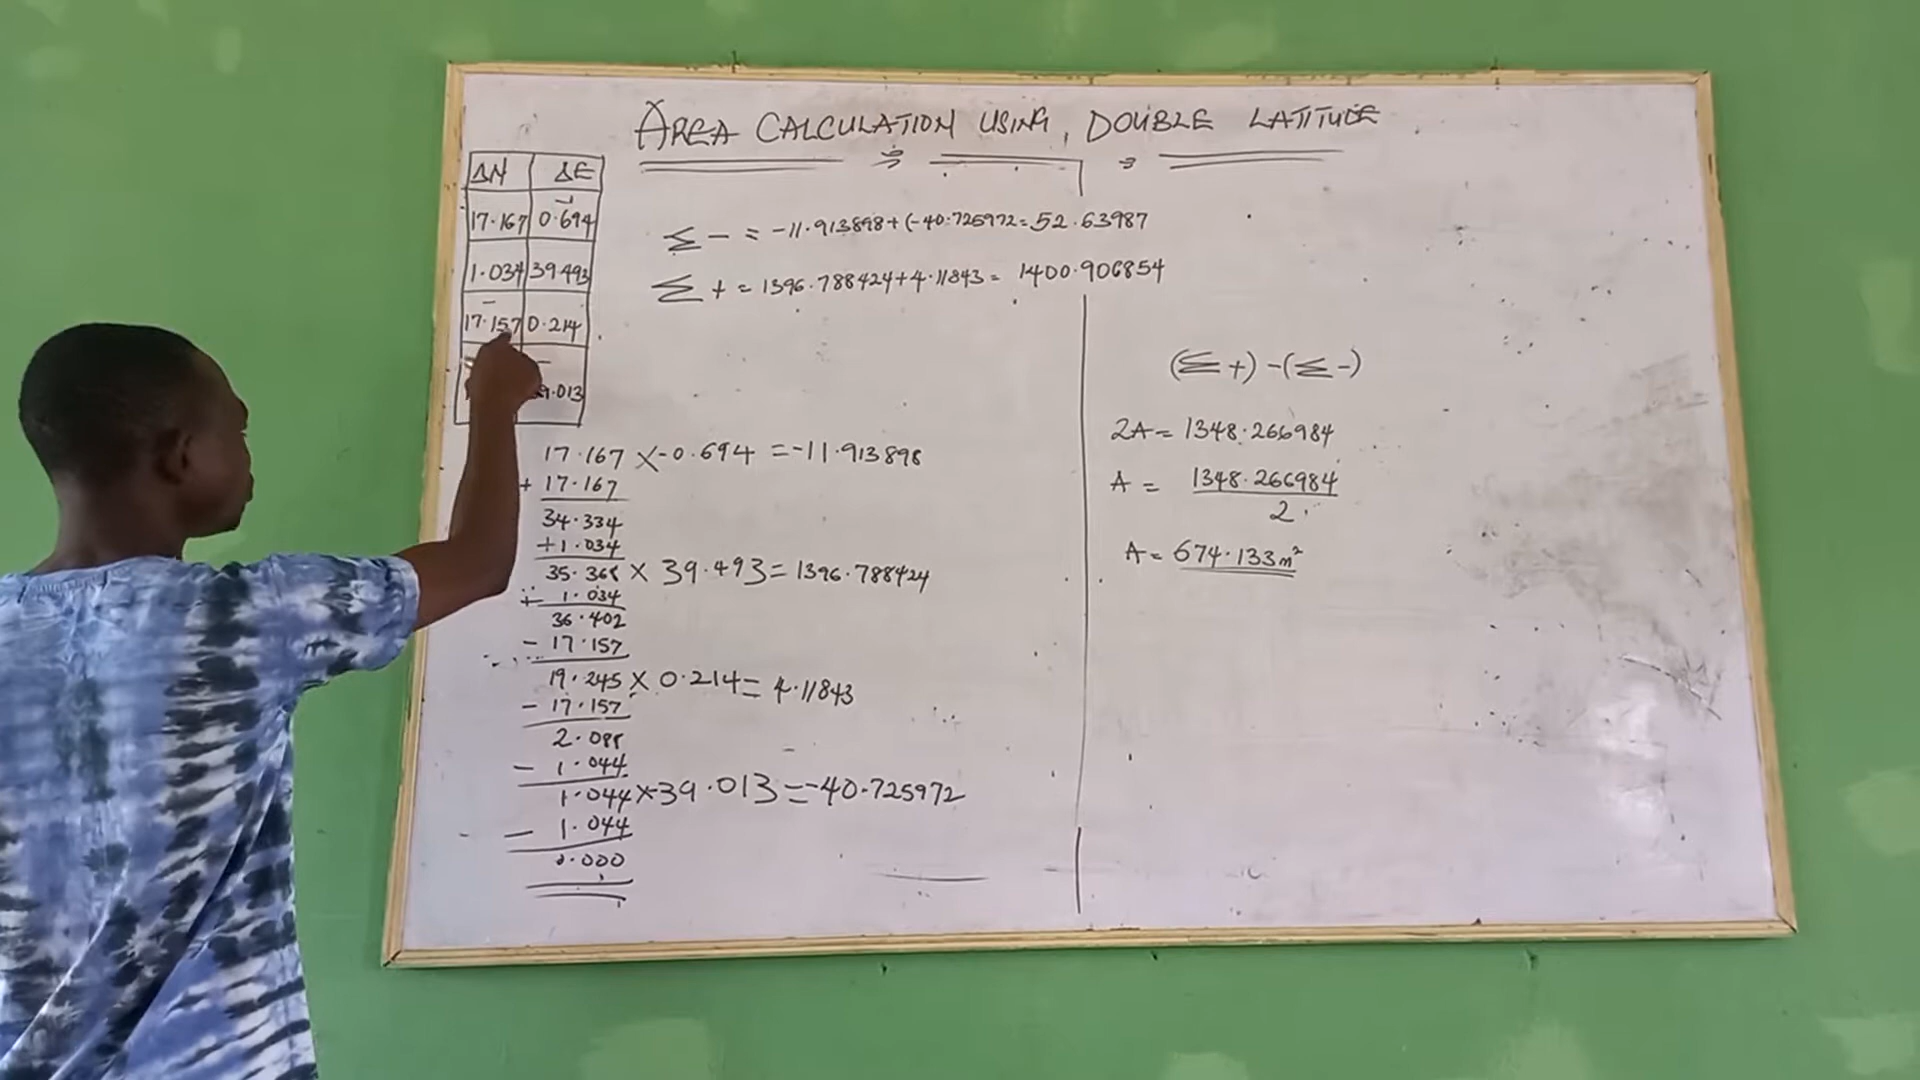 AREA CALCULATION USING, DOUBLE LATITUDE
ΔN ΔE
17.167 -0.694
1.034 39.493
-17.157 0.214
.013
Σ- = -11.913898+(-40.725972=52.63987
Σ+ = 1396.788424+4.11843= 1400.906854
17.167 X -0.694 = -11.913898
+ 17.167
34.334
+1.034
35.368 X 39.493 = 1396.788424
+ 1.034
36.402
- 17.157
19.245 X 0.214 = 4.11843
- 17.157
2.088
- 1.044
1.044 X-39.013 = -40.725972
- 1.044
0.000
(Σ+)-(Σ-)
2A= 1348.266984
A = 1348.266984
2
A= 674.133m²